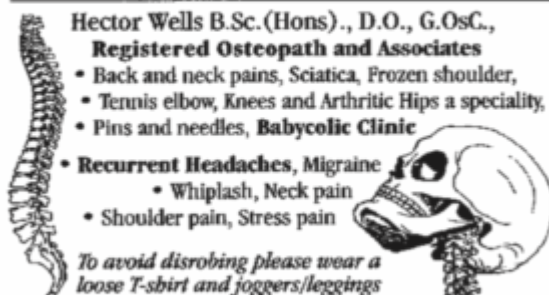 Hector Wells B.Sc.(Hons)., D.O., G.OsC.,
Registered Osteopath and Associates
• Back and neck pains, Sciatica, Frozen shoulder,
• Tennis elbow, Knees and Arthritic Hips a speciality,
• Pins and needles, Babycolic Clinic
• Recurrent Headaches, Migraine
• Whiplash, Neck pain
• Shoulder pain, Stress pain
To avoid disrobing please wear a
loose T-shirt and joggers/leggings